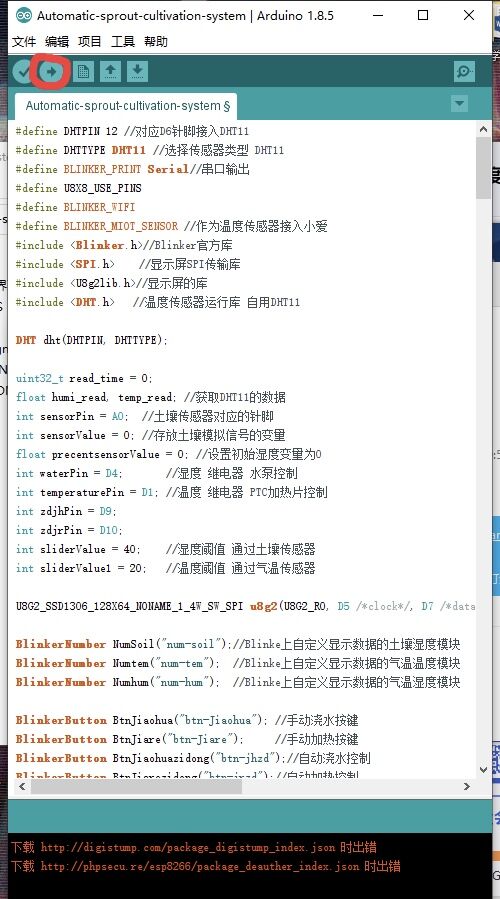 Automatic-sprout-cultivation-system | Arduino 1.8.5
文件 编辑 项目 工具 帮助
Automatic-sprout-cultivation-system §
#define DHTPIN 12 //对应D6针脚接入DHT11
#define DHTTYPE DHT11 //选择传感器类型 DHT11
#define BLINKER_PRINT Serial//串口输出
#define U8X8_USE_PINS
#define BLINKER_WIFI
#define BLINKER_MIOT_SENSOR //作为温度传感器接入小爱
#include <Blinker.h>//Blinker官方库
#include <SPI.h> //显示屏SPI传输库
#include <U8g2lib.h>//显示屏的库
#include <DHT.h> //温度传感器运行库 自用DHT11
DHT dht(DHTPIN, DHTTYPE);
uint32_t read_time = 0;
float humi_read, temp_read; //获取DHT11的数据
int sensorPin = A0; //土壤传感器对应的针脚
int sensorValue = 0; //存放土壤模拟信号的变量
float precentsensorValue = 0; //设置初始湿度变量为0
int waterPin = D4; //湿度 继电器 水泵控制
int temperaturePin = D1; //温度 继电器 PTC加热片控制
int zdjhPin = D9;
int zdjrPin = D10;
int sliderValue = 40; //湿度阈值 通过土壤传感器
int sliderValue1 = 20; //温度阈值 通过气温传感器
U8G2_SSD1306_128X64_NONAME_1_4W_SW_SPI u8g2(U8G2_R0, D5 /*clock*/, D7 /*data
BlinkerNumber NumSoil("num-soil");//Blinke上自定义显示数据的土壤湿度模块
BlinkerNumber Numtem("num-tem"); //Blinke上自定义显示数据的气温温度模块
BlinkerNumber Numhum("num-hum"); //Blinke上自定义显示数据的气温湿度模块
BlinkerButton BtnJiaohua("btn-Jiaohua"); //手动浇水按键
BlinkerButton BtnJiare("btn-Jiare"); //手动加热按键
BlinkerButton BtnJiaohuazidong("btn-jhzd");//自动浇水控制
BlinkerButton BtnJiarezidong("btn-jrzd");//自动加热控制
下载 http://digistump.com/package_digistump_index.json 时出错
下载 http://phpsecu.re/esp8266/package_deauther_index.json 时出错